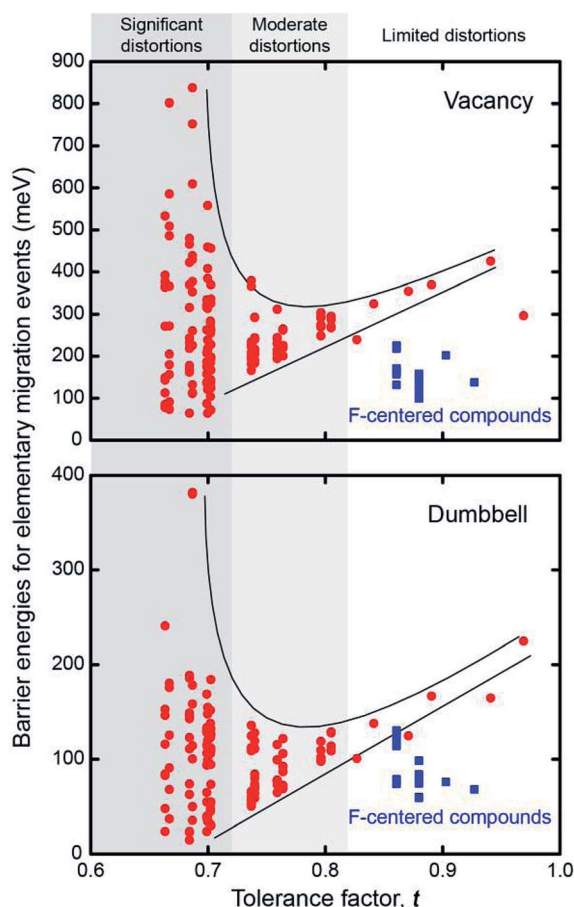 Significant
distortions
Moderate
distortions
Limited distortions
900
800
700
600
500
400
300
200
100
0
Vacancy
F-centered compounds
Barrier energies for elementary migration events (meV)
400
300
200
100
0
Dumbbell
F-centered compounds
0.6
0.7
0.8
0.9
1.0
Tolerance factor, t